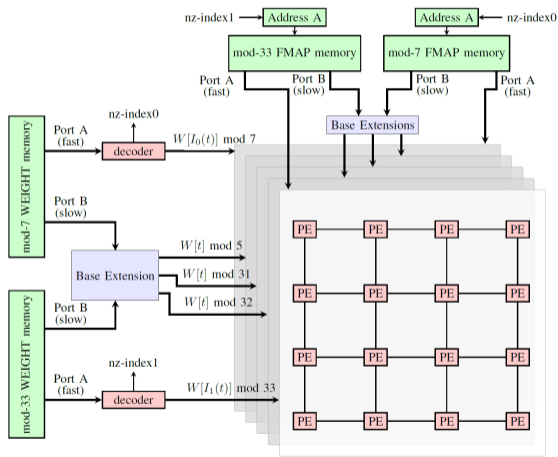 nz-index1
Address A
Address A
nz-index0
mod-33 FMAP memory
mod-7 FMAP memory
Port A
(fast)
Port B
(slow)
Port B
(slow)
Port A
(fast)
Base Extensions
nz-index0
mod-7 WEIGHT memory
Port A
(fast)
decoder
W[I₀(t)] mod 7
Port B
(slow)
Base Extension
W[t] mod 5
W[t] mod 31
W[t] mod 32
mod-33 WEIGHT memory
Port B
(slow)
Port A
(fast)
nz-index1
decoder
W[I₁(t)] mod 33
PE PE PE PE
PE PE PE PE
PE PE PE PE
PE PE PE PE